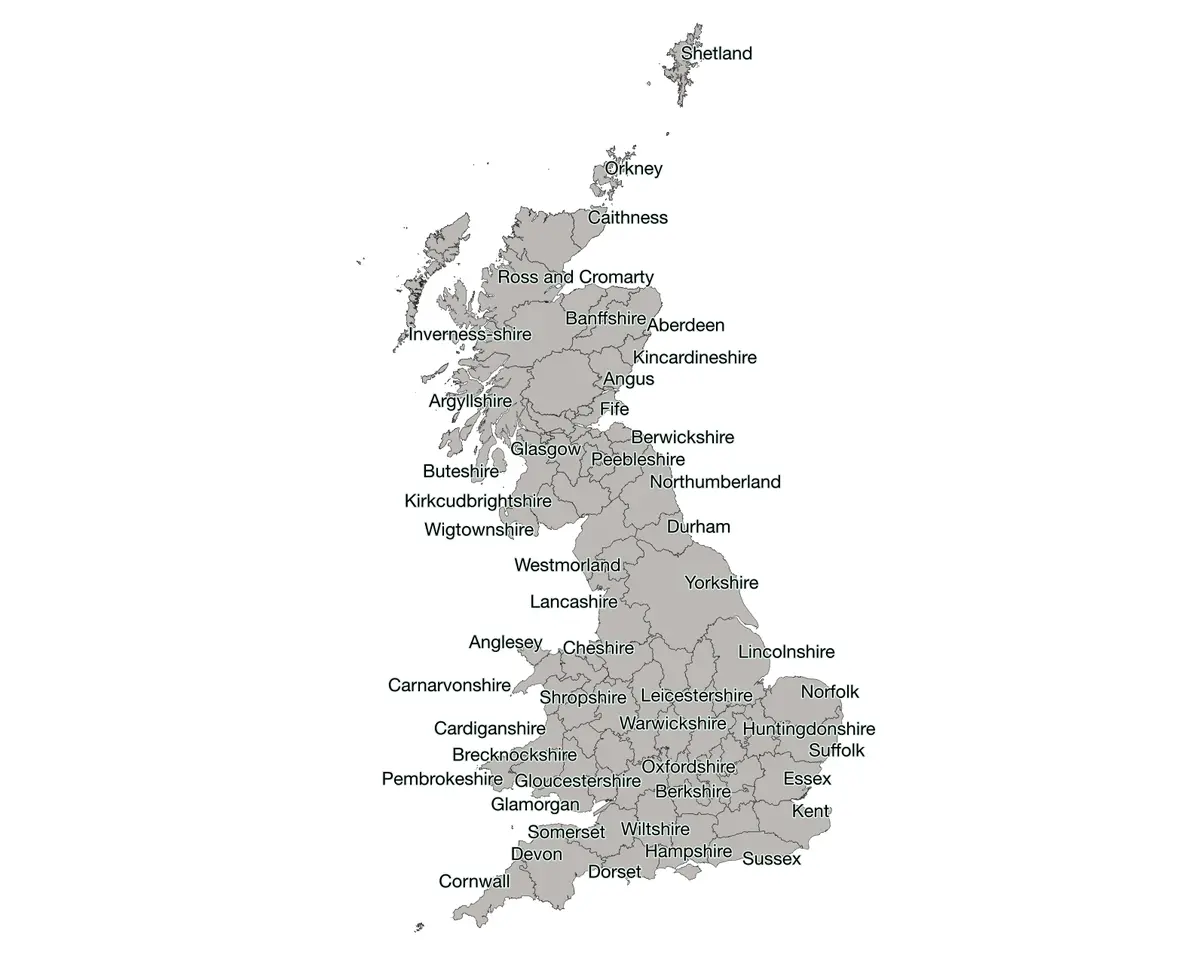 Shetland
Orkney
Caithness
Ross and Cromarty
Banffshire
Aberdeen
Inverness-shire
Kincardineshire
Angus
Argyllshire
Fife
Berwickshire
Glasgow
Peebleshire
Buteshire
Northumberland
Kirkcudbrightshire
Wigtownshire
Durham
Westmorland
Yorkshire
Lancashire
Anglesey
Cheshire
Lincolnshire
Carnarvonshire
Shropshire
Leicestershire
Norfolk
Cardiganshire
Warwickshire
Huntingdonshire
Brecknockshire
Suffolk
Oxfordshire
Pembrokeshire
Gloucestershire
Essex
Berkshire
Glamorgan
Kent
Somerset
Wiltshire
Devon
Hampshire
Sussex
Dorset
Cornwall